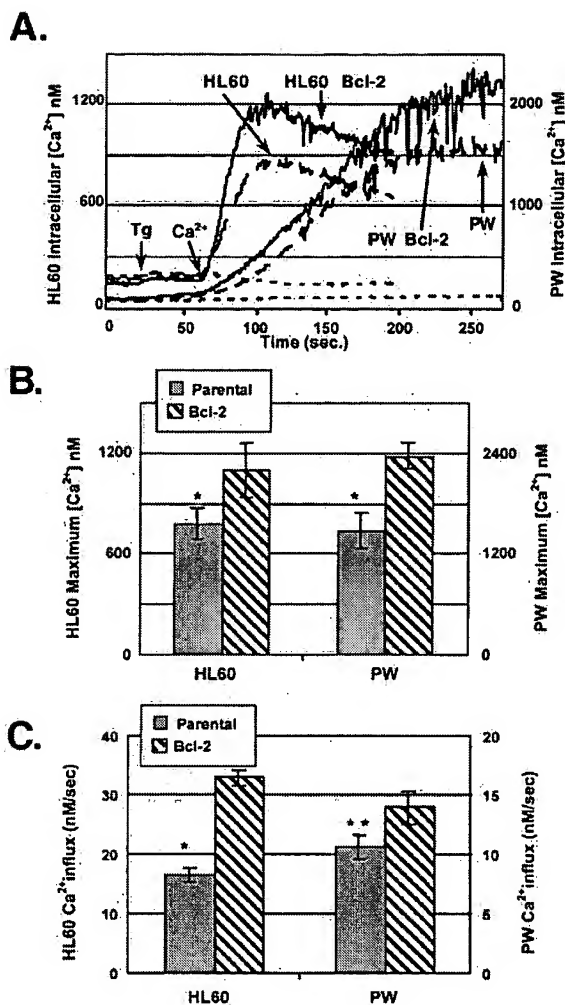 A.
HL60 HL60 Bcl-2
HL60 Intracellular [Ca2+] nM
1200
600
0
Tg
Ca2+
PW Bcl-2
PW
2000
1000
0
PW Intracellular [Ca2+] nM
0 50 100 150 200 250
Time (sec.)
B.
Parental
Bcl-2
HL60 Maximum [Ca2+] nM
1200
600
0
* *
2400
1200
0
PW Maximum [Ca2+] nM
HL60 PW
C.
Parental
Bcl-2
HL60 Ca2+ influx (nM/sec)
40
30
20
10
0
* **
20
15
10
5
0
PW Ca2+ influx (nM/sec)
HL60 PW